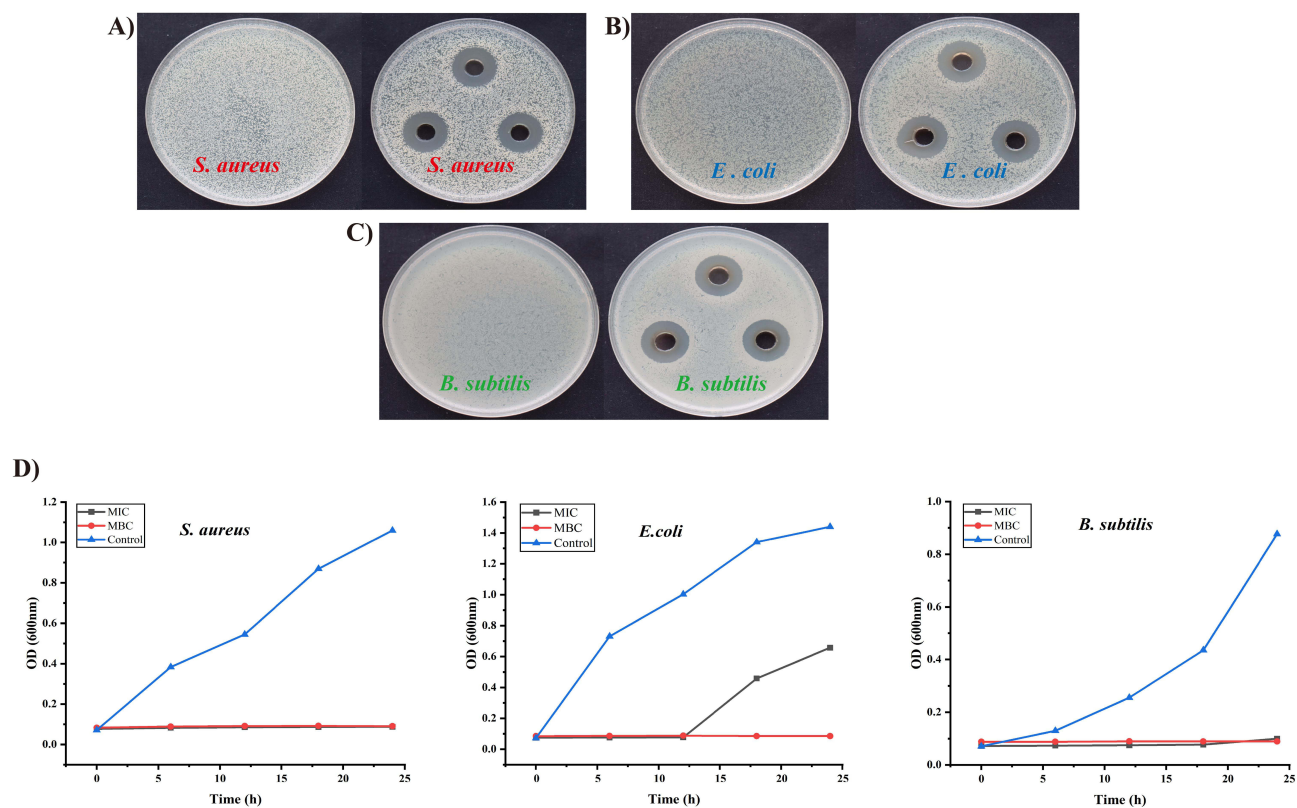 A)
S. aureus
S. aureus
B)
E . coli
E . coli
C)
B. subtilis
B. subtilis
D)
1.2
1.0
0.8
0.6
0.4
0.2
0.0
OD (600nm)
MIC
MBC
Control
S. aureus
0
5
10
15
20
25
Time (h)
1.6
1.4
1.2
1.0
0.8
0.6
0.4
0.2
0.0
OD (600nm)
MIC
MBC
Control
E.coli
0
5
10
15
20
25
Time (h)
1.0
0.8
0.6
0.4
0.2
0.0
OD (600nm)
MIC
MBC
Control
B. subtilis
0
5
10
15
20
25
Time (h)